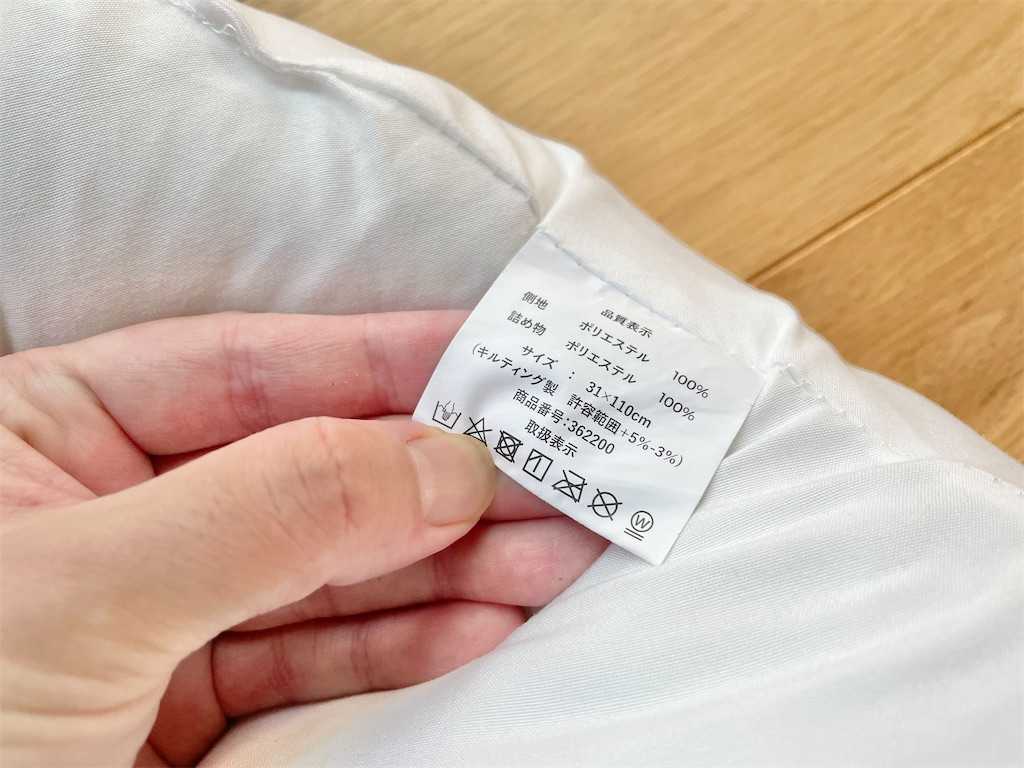 品質表示
側地 ポリエステル 100%
詰め物 ポリエステル 100%
サイズ : 31×110cm
(キルティング製 許容範囲+5%-3%)
商品番号:362200
取扱表示
W